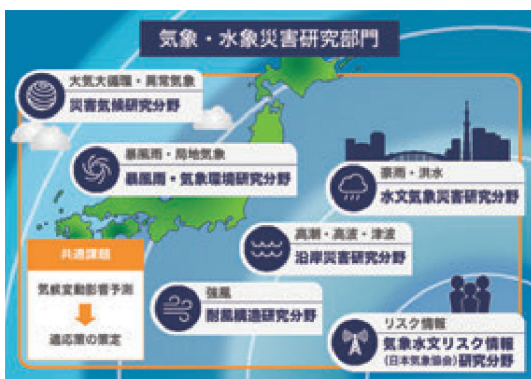 気象・水象災害研究部門
大気大循環・異常気象
災害気候研究分野
暴風雨・局地気象
暴風雨・気象環境研究分野
豪雨・洪水
水文気象災害研究分野
高潮・高波・津波
沿岸災害研究分野
共通課題
気候変動影響予測
適応策の策定
強風
耐風構造研究分野
リスク情報
気象水文リスク情報
(日本気象協会)研究分野